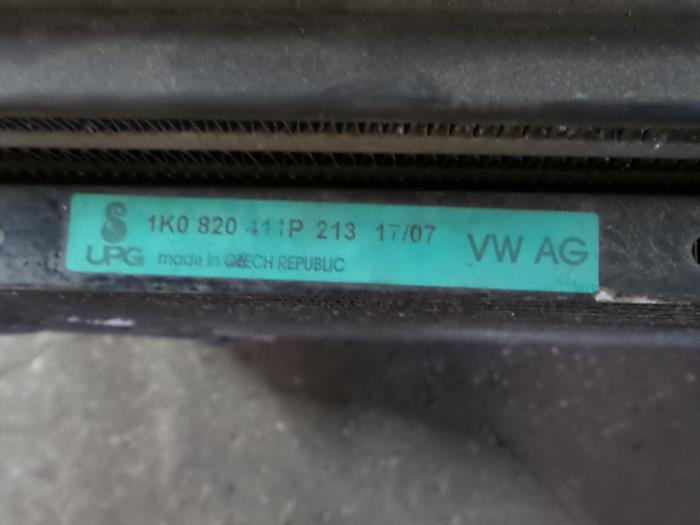 1K0 820 411P 213 17/07
UPG made in CZECH REPUBLIC
VW AG